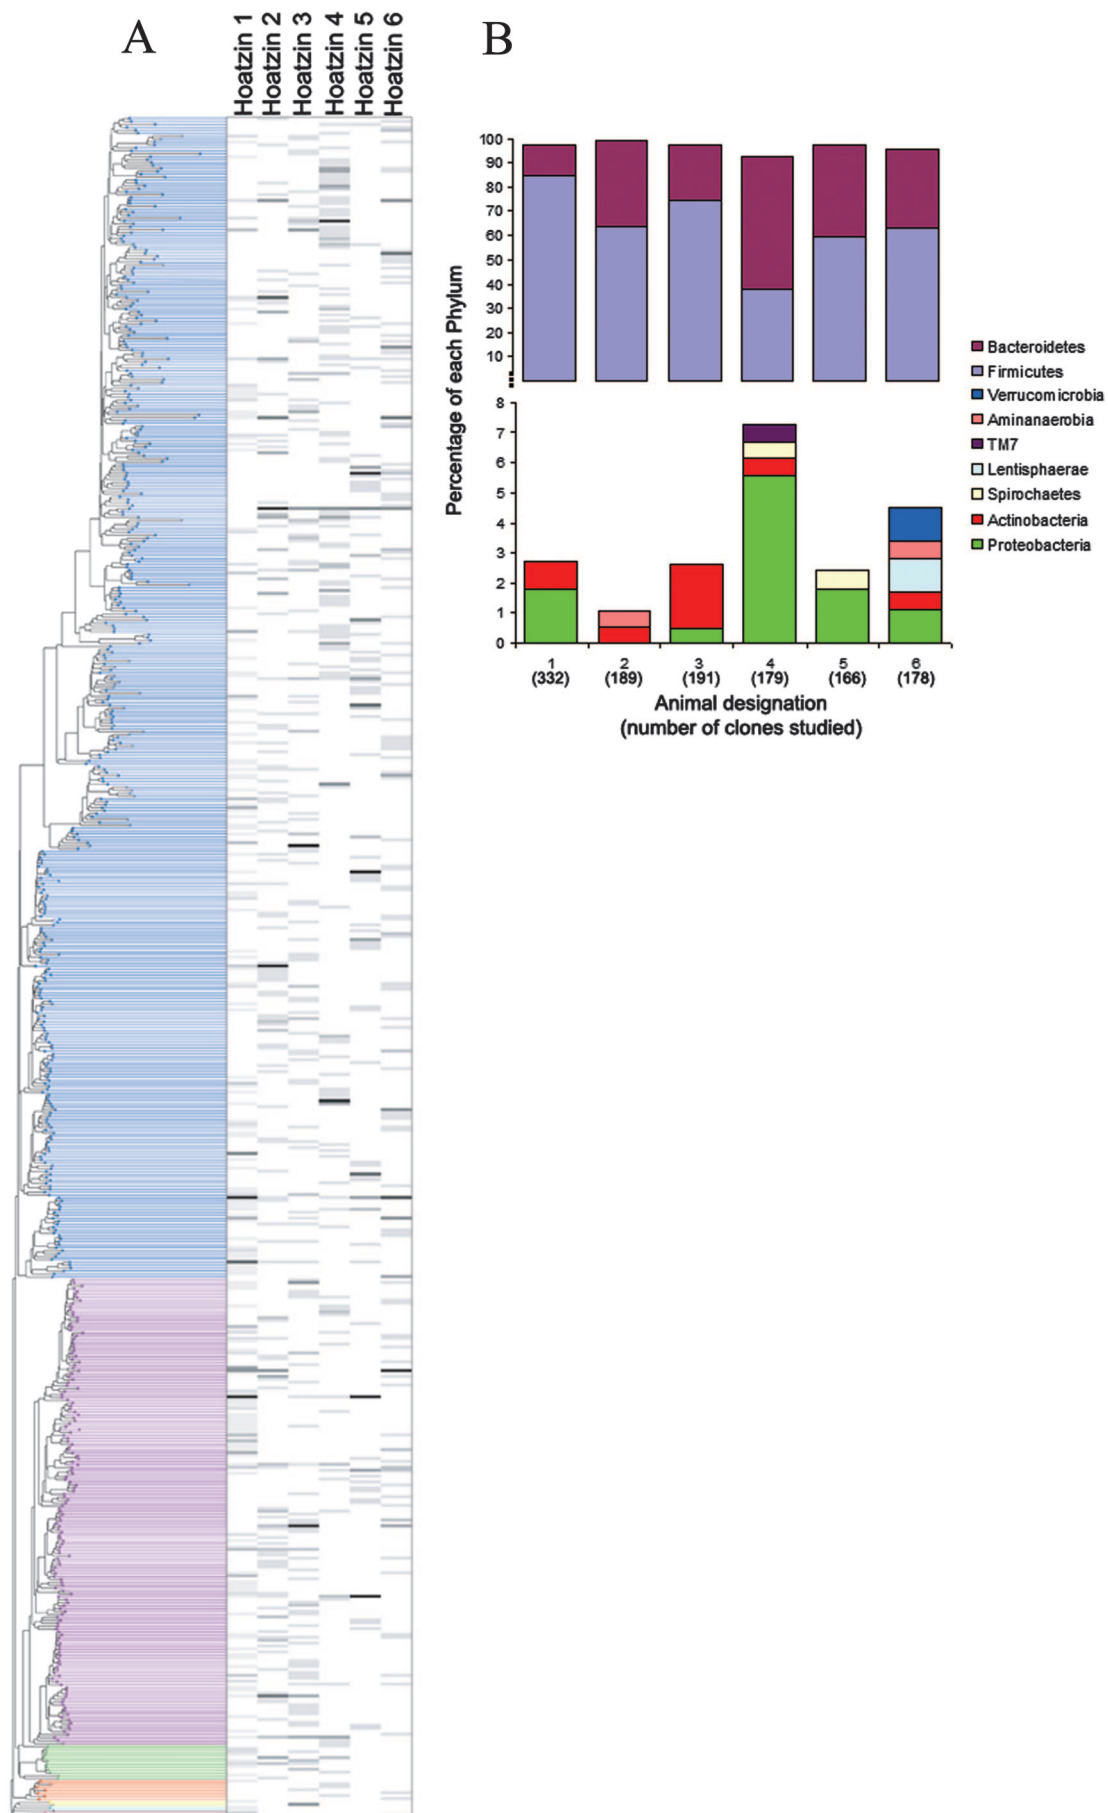 A
Hoatzin 1
Hoatzin 2
Hoatzin 3
Hoatzin 4
Hoatzin 5
Hoatzin 6
B
Percentage of each Phylum
100
90
80
70
60
50
40
30
20
10
8
7
6
5
4
3
2
1
0
1 2 3 4 5 6
(332) (189) (191) (179) (166) (178)
Animal designation
(number of clones studied)
Bacteroidetes
Firmicutes
Verrucomicrobia
Aminanaerobia
TM7
Lentisphaerae
Spirochaetes
Actinobacteria
Proteobacteria